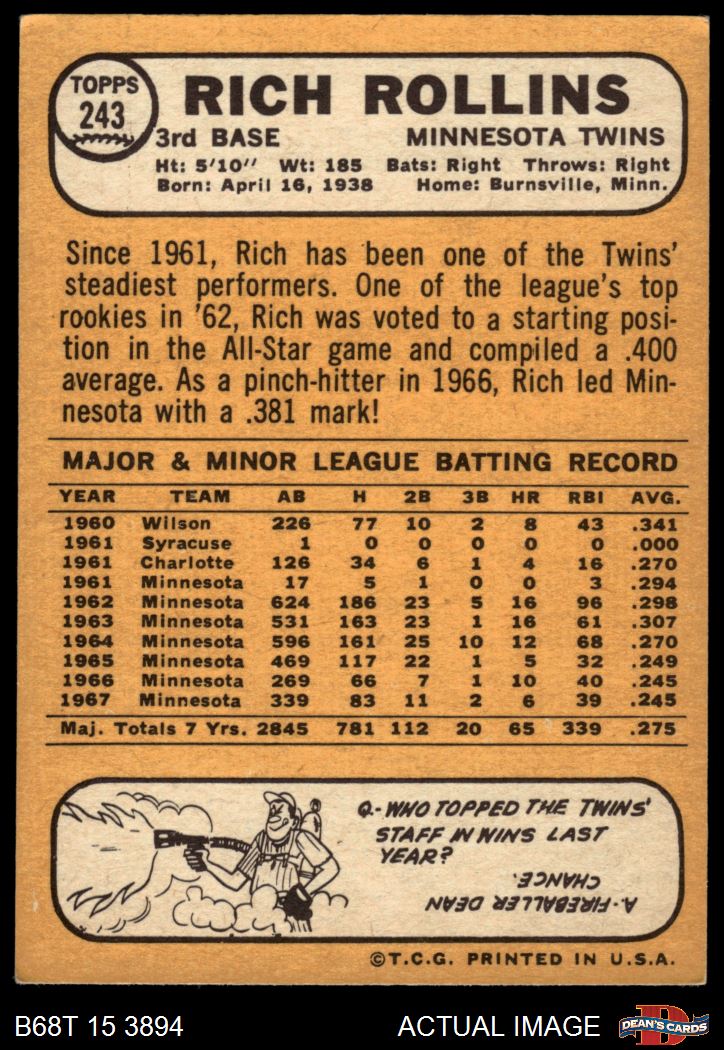 TOPPS
243
RICH ROLLINS
3rd BASE MINNESOTA TWINS
Ht: 5'10" Wt: 185 Bats: Right Throws: Right
Born: April 16, 1938 Home: Burnsville, Minn.
Since 1961, Rich has been one of the Twins'
steadiest performers. One of the league's top
rookies in '62, Rich was voted to a starting posi-
tion in the All-Star game and compiled a .400
average. As a pinch-hitter in 1966, Rich led Min-
nesota with a .381 mark!
MAJOR & MINOR LEAGUE BATTING RECORD
YEAR TEAM AB H 2B 3B HR RBI AVG.
1960 Wilson 226 77 10 2 8 43 .341
1961 Syracuse 1 0 0 0 0 0 .000
1961 Charlotte 126 34 6 1 4 16 .270
1961 Minnesota 17 5 1 0 0 3 .294
1962 Minnesota 624 186 23 5 16 96 .298
1963 Minnesota 531 163 23 1 16 61 .307
1964 Minnesota 596 161 25 10 12 68 .270
1965 Minnesota 469 117 22 1 5 32 .249
1966 Minnesota 269 66 7 1 10 40 .245
1967 Minnesota 339 83 11 2 6 39 .245
Maj. Totals 7 Yrs. 2845 781 112 20 65 339 .275
Q-WHO TOPPED THE TWINS'
STAFF IN WINS LAST
YEAR?
A-FIREBALLER DEAN
CHANCE.
©T.C.G. PRINTED IN U.S.A.
B68T 15 3894 ACTUAL IMAGE
D
DEAN'S CARDS